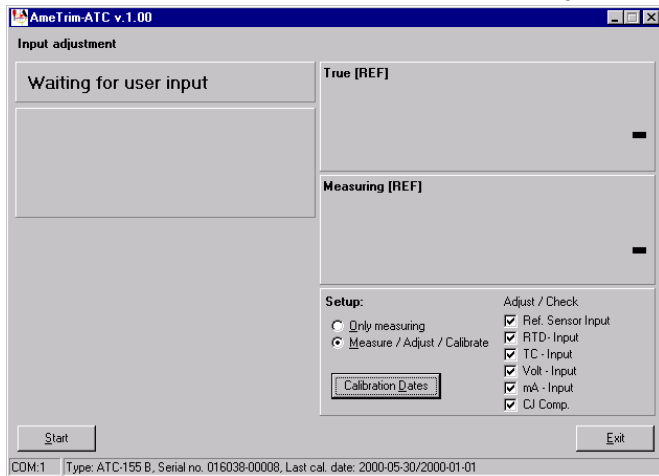 AmeTrim-ATC v.1.00
Input adjustment
Waiting for user input
True [REF]
-
Measuring [REF]
-
Setup:
Only measuring
Measure / Adjust / Calibrate
Calibration Dates
Adjust / Check
Ref. Sensor Input
RTD- Input
TC - Input
Volt - Input
mA - Input
CJ Comp.
Start
Exit
COM:1 Type: ATC-155 B, Serial no. 016038-00008, Last cal. date: 2000-05-30/2000-01-01